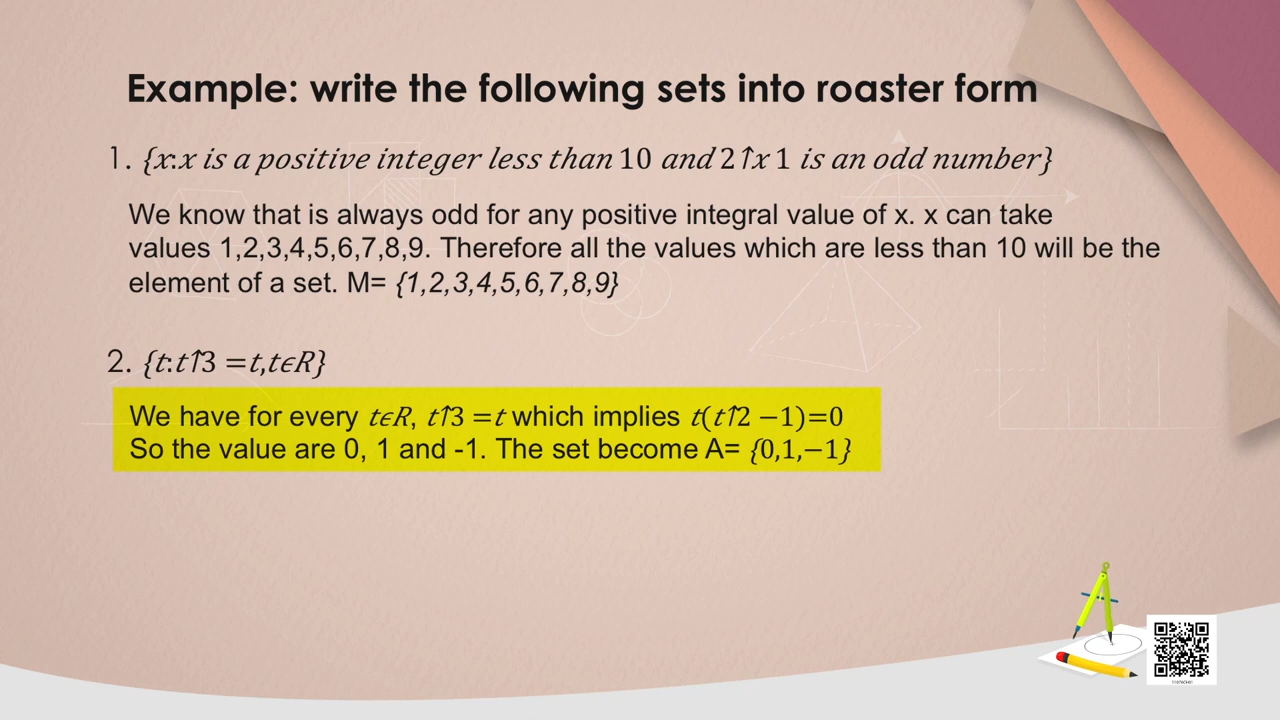 Example: write the following sets into roaster form
1. {x:x is a positive integer less than 10 and 2↑x 1 is an odd number}
We know that is always odd for any positive integral value of x. x can take
values 1,2,3,4,5,6,7,8,9. Therefore all the values which are less than 10 will be the
element of a set. M= {1,2,3,4,5,6,7,8,9}
2. {t:t↑3 =t,tϵR}
We have for every tϵR, t↑3 =t which implies t(t↑2 −1)=0
So the value are 0, 1 and -1. The set become A= {0,1,−1}